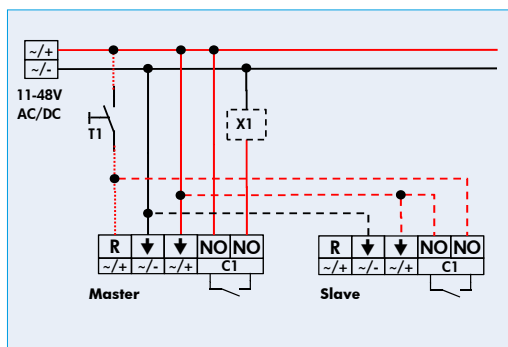 ~/+
~/-
11-48V
AC/DC
T1
X1
R NO NO
~/+ ~/- ~/+ C1
Master
R NO NO
~/+ ~/- ~/+ C1
Slave